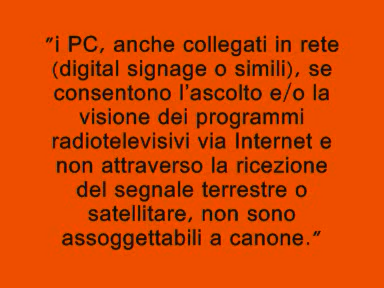 "i PC, anche collegati in rete
(digital signage o simili), se
consentono l'ascolto e/o la
visione dei programmi
radiotelevisivi via Internet e
non attraverso la ricezione
del segnale terrestre o
satellitare, non sono
assoggettabili a canone."